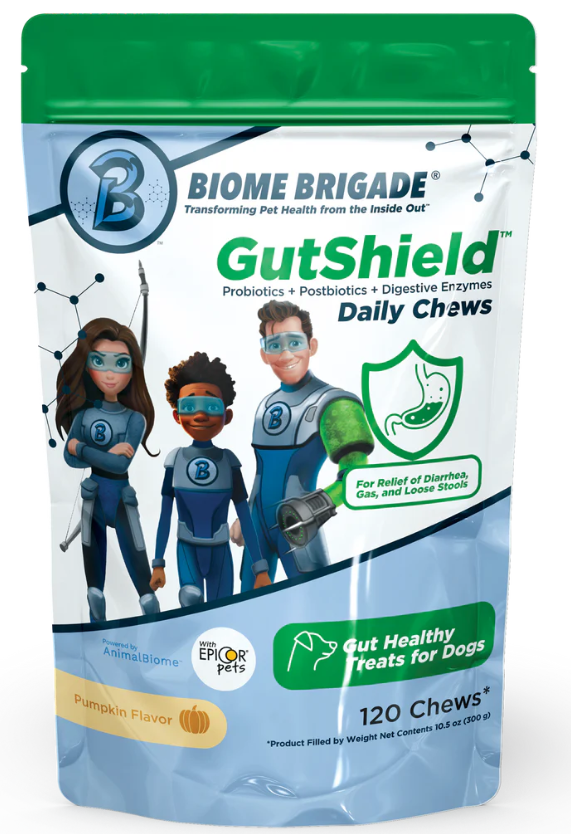 B
TM
BIOME BRIGADE®
Transforming Pet Health from the Inside Out™
GutShield™
Probiotics + Postbiotics + Digestive Enzymes
Daily Chews
B
B
B
For Relief of Diarrhea,
Gas, and Loose Stools
Powered by
AnimalBiome™
With
EPICOR®
pets
Gut Healthy
Treats for Dogs
Pumpkin Flavor
120 Chews*
*Product Filled by Weight Net Contents 10.5 oz (300 g)